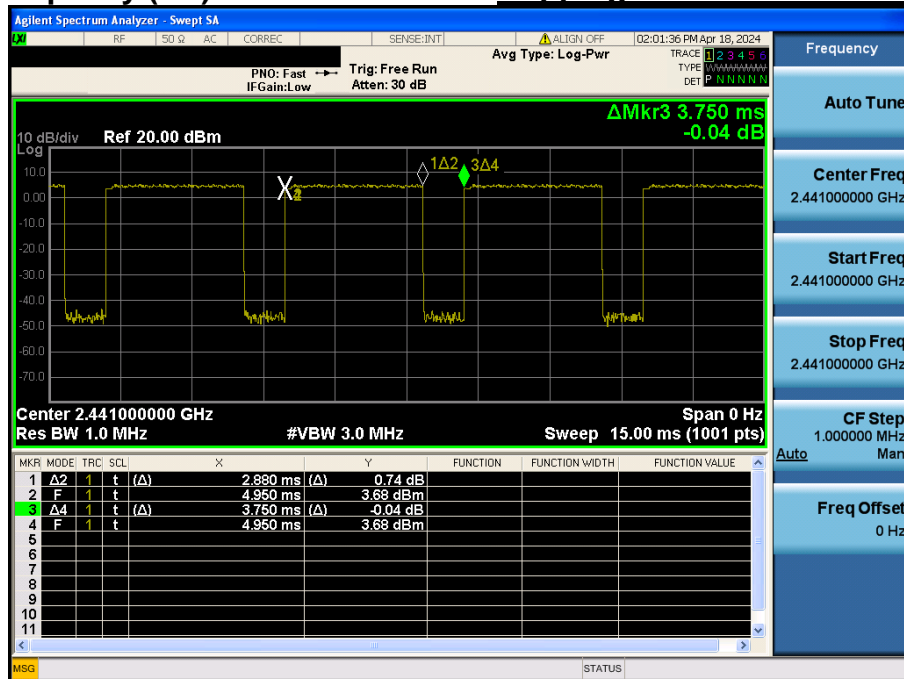 Agilent Spectrum Analyzer - Swept SA
LXI RF 50 Ω AC CORREC SENSE:INT ALIGN OFF 02:01:36 PM Apr 18, 2024
Avg Type: Log-Pwr TRACE 1 2 3 4 5 6
PNO: Fast Trig: Free Run TYPE WWWWWW
IFGain:Low Atten: 30 dB DET P N N N N N
Frequency
Auto Tune
Center Freq
2.441000000 GHz
Start Freq
2.441000000 GHz
Stop Freq
2.441000000 GHz
CF Step
1.000000 MHz
Auto Man
Freq Offset
0 Hz
ΔMkr3 3.750 ms
-0.04 dB
10 dB/div Ref 20.00 dBm
Log
10.0
0.00
-10.0
-20.0
-30.0
-40.0
-50.0
-60.0
-70.0
1Δ2 3Δ4
Center 2.441000000 GHz Span 0 Hz
Res BW 1.0 MHz #VBW 3.0 MHz Sweep 15.00 ms (1001 pts)
MKR MODE TRC SCL X Y FUNCTION FUNCTION WIDTH FUNCTION VALUE
1 Δ2 1 t (Δ) 2.880 ms (Δ) 0.74 dB
2 F 1 t 4.950 ms 3.68 dBm
3 Δ4 1 t (Δ) 3.750 ms (Δ) -0.04 dB
4 F 1 t 4.950 ms 3.68 dBm
5
6
7
8
9
10
11
MSG STATUS